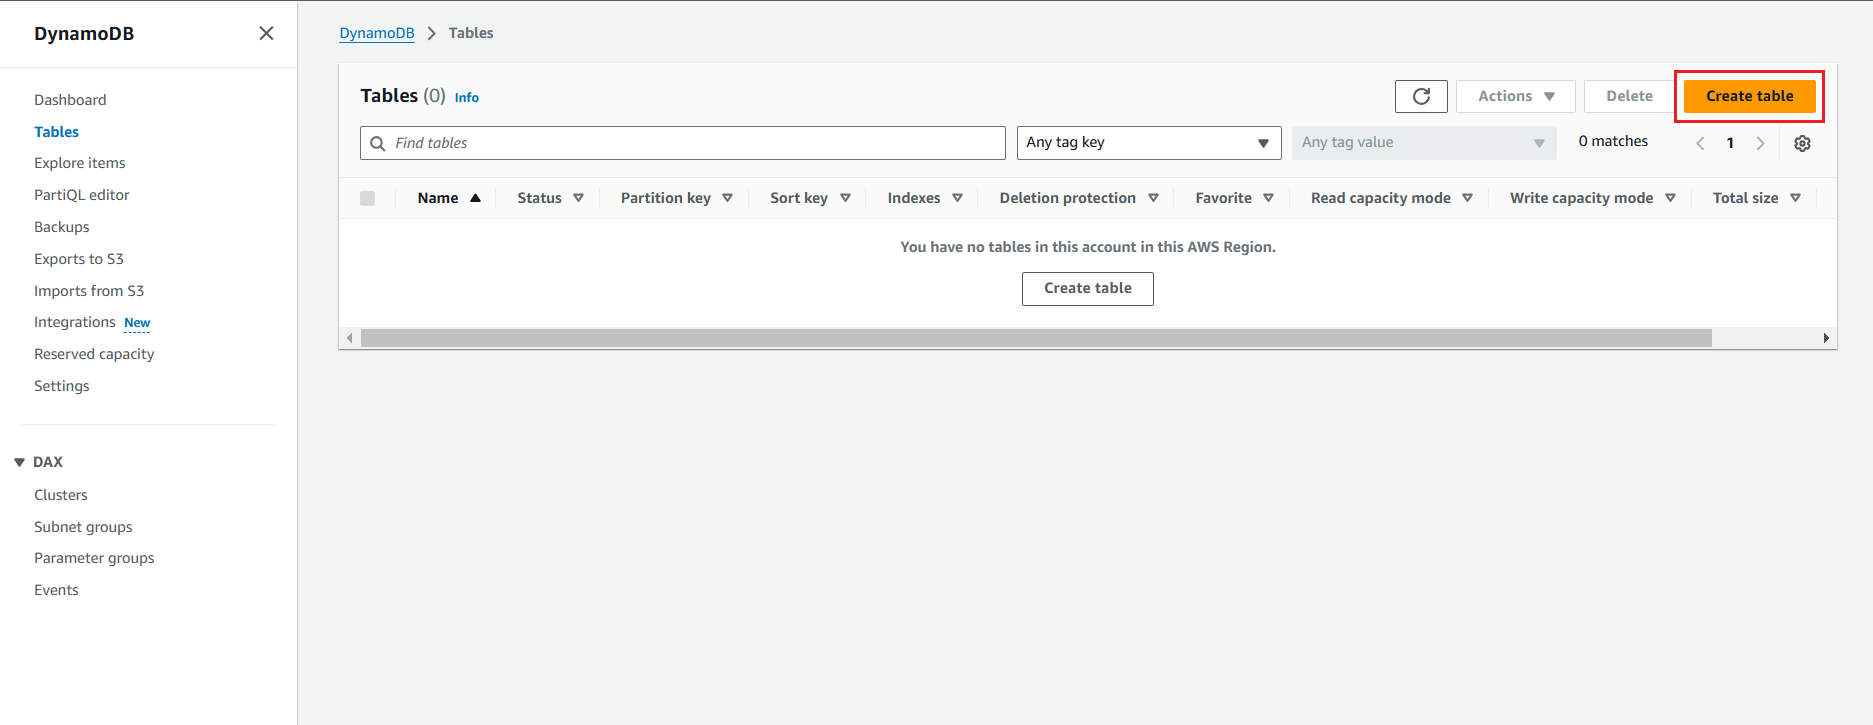 DynamoDB
Dashboard
Tables
Explore items
PartiQL editor
Backups
Exports to S3
Imports from S3
Integrations New
Reserved capacity
Settings
DAX
Clusters
Subnet groups
Parameter groups
Events
DynamoDB Tables
Tables (0) Info
Actions Delete Create table
Find tables Any tag key Any tag value 0 matches 1
Name Status Partition key Sort key Indexes Deletion protection Favorite Read capacity mode Write capacity mode Total size
You have no tables in this account in this AWS Region.
Create table